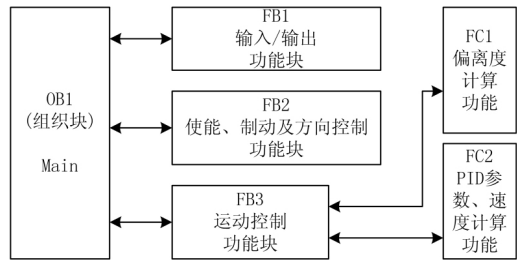 OB1
(组织块)
Main
FB1
输入/输出
功能块
FB2
使能、制动及方向控制
功能块
FB3
运动控制
功能块
FC1
偏离度
计算
功能
FC2
PID参
数、速
度计算
功能